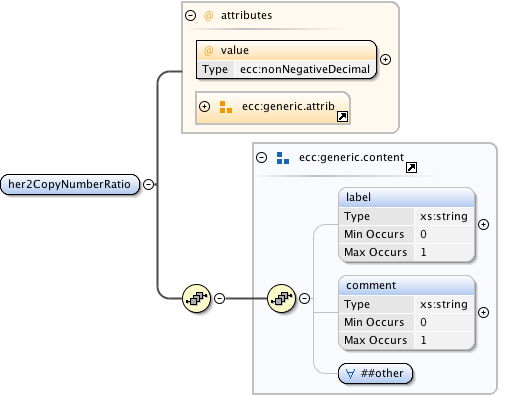 @ attributes
@ value
Type ecc:nonNegativeDecimal
ecc:generic.attrib
her2CopyNumberRatio
ecc:generic.content
label
Type xs:string
Min Occurs 0
Max Occurs 1
comment
Type xs:string
Min Occurs 0
Max Occurs 1
∀ ##other